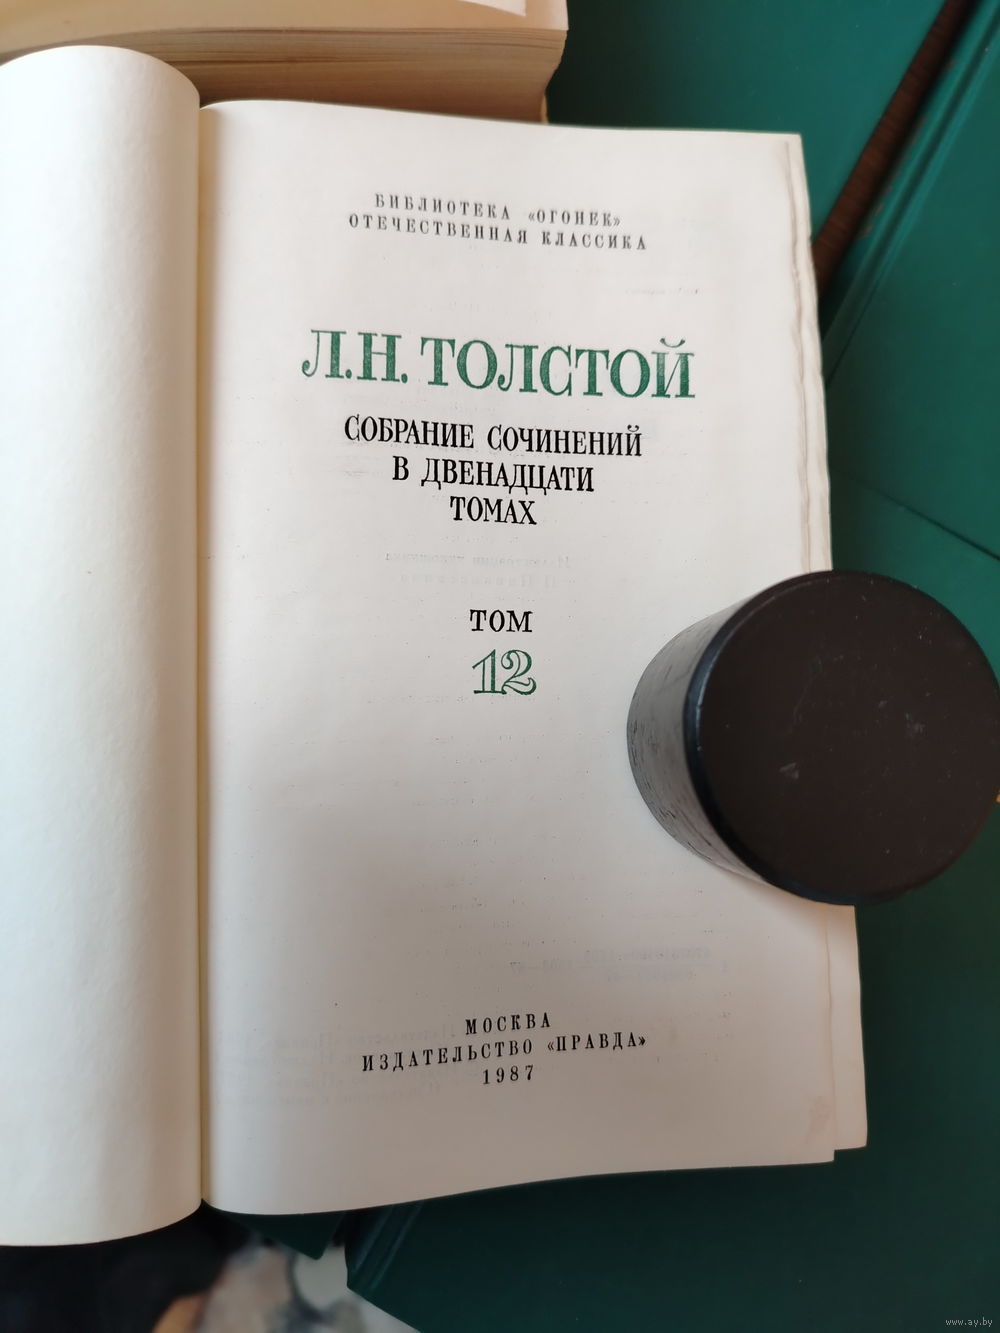 БИБЛИОТЕКА «ОГОНЕК»
ОТЕЧЕСТВЕННАЯ КЛАССИКА
Л.Н. ТОЛСТОЙ
СОБРАНИЕ СОЧИНЕНИЙ
В ДВЕНАДЦАТИ
ТОМАХ
ТОМ
12
МОСКВА
ИЗДАТЕЛЬСТВО «ПРАВДА»
1987
www.ay.by